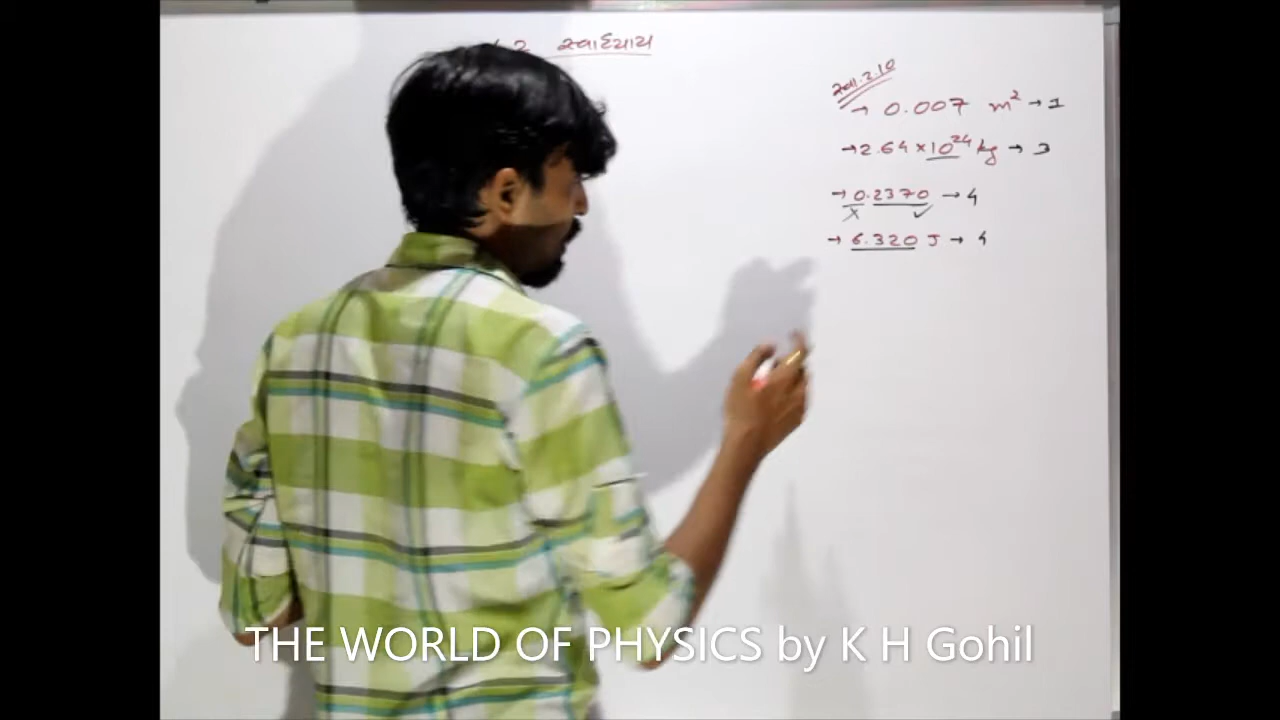 2 સ્વાધ્યાય
સ્વા.2.10
→ 0.007 m² → 1
→ 2.64 × 10²⁴ kg → 3
→ 0.2370 → 4
→ 6.320 J → 4
THE WORLD OF PHYSICS by K H Gohil